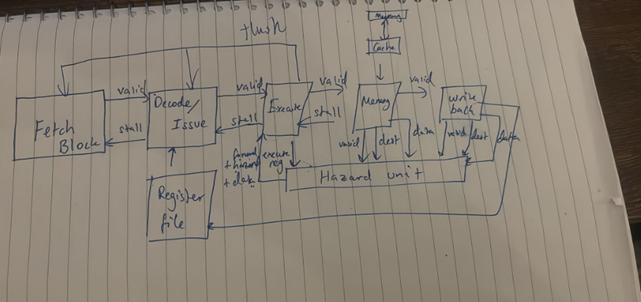 flush
Memory
Cache
valid
valid
valid
valid
Fetch
Block
Decode/
Issue
Execute
Memory
write
back
stall
stall
stall
valid
dest
data
valid
dest
data
forward
+ hazard
+ data
execute
reg
Hazard unit
Register
file